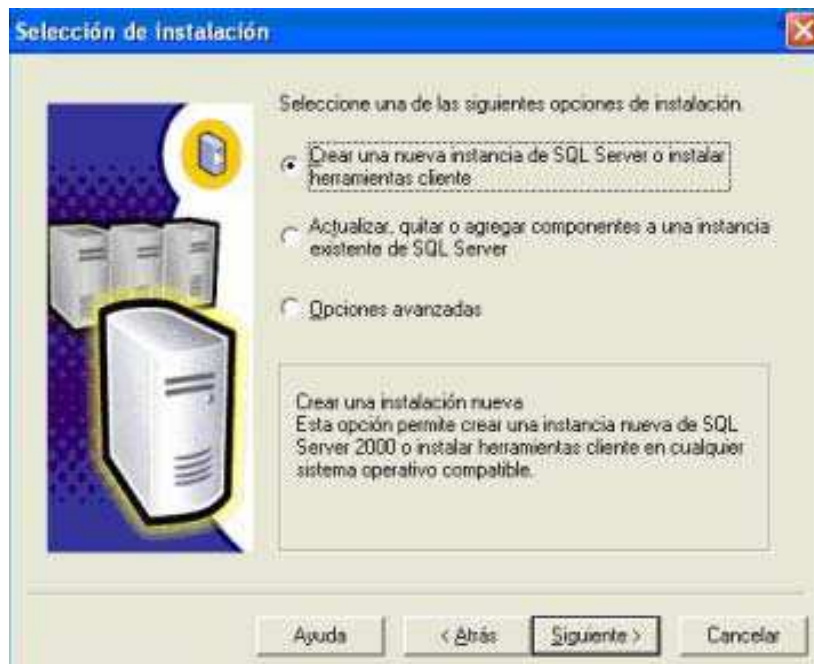 Selección de instalación
Seleccione una de las siguientes opciones de instalación.
Crear una nueva instancia de SQL Server o instalar
herramientas cliente
Actualizar, quitar o agregar componentes a una instancia
existente de SQL Server
Opciones avanzadas
Crear una instalación nueva
Esta opción permite crear una instancia nueva de SQL
Server 2000 o instalar herramientas cliente en cualquier
sistema operativo compatible.
Ayuda
< Atrás
Siguiente >
Cancelar